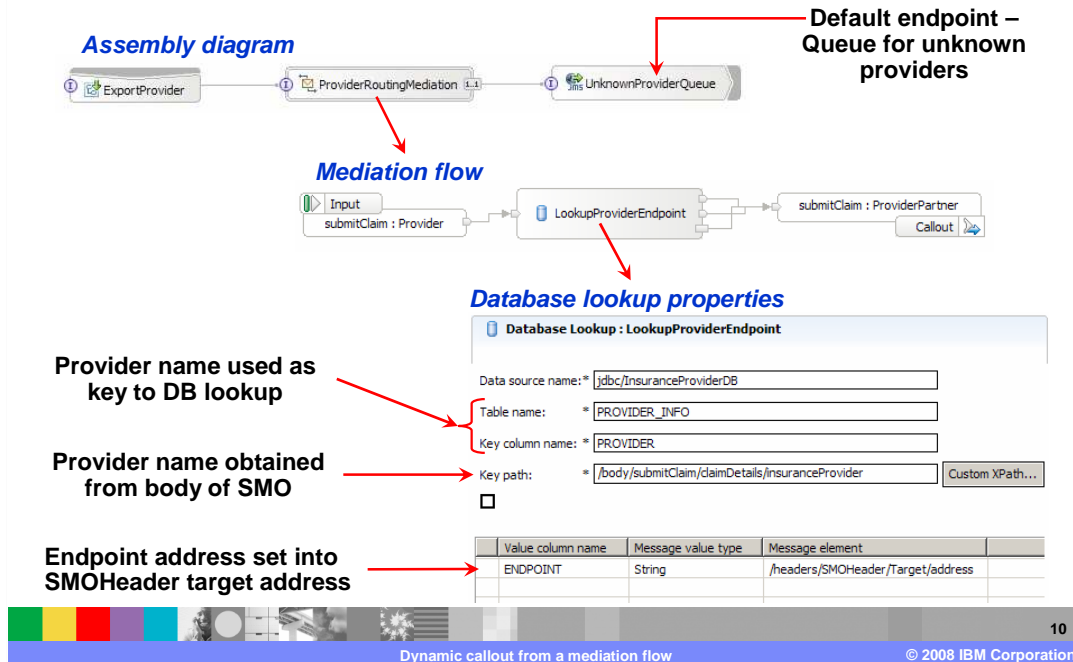 Default endpoint –
Queue for unknown
providers
Assembly diagram
I ExportProvider
I ProviderRoutingMediation 1..1
I UnknownProviderQueue
Mediation flow
Input
submitClaim : Provider
LookupProviderEndpoint
submitClaim : ProviderPartner
Callout
Database lookup properties
Database Lookup : LookupProviderEndpoint
Provider name used as
key to DB lookup
Data source name:* jdbc/InsuranceProviderDB
Table name: * PROVIDER_INFO
Key column name: * PROVIDER
Provider name obtained
from body of SMO
Key path: * /body/submitClaim/claimDetails/insuranceProvider Custom XPath...
Endpoint address set into
SMOHeader target address
Value column name Message value type Message element
ENDPOINT String /headers/SMOHeader/Target/address
10
Dynamic callout from a mediation flow © 2008 IBM Corporation